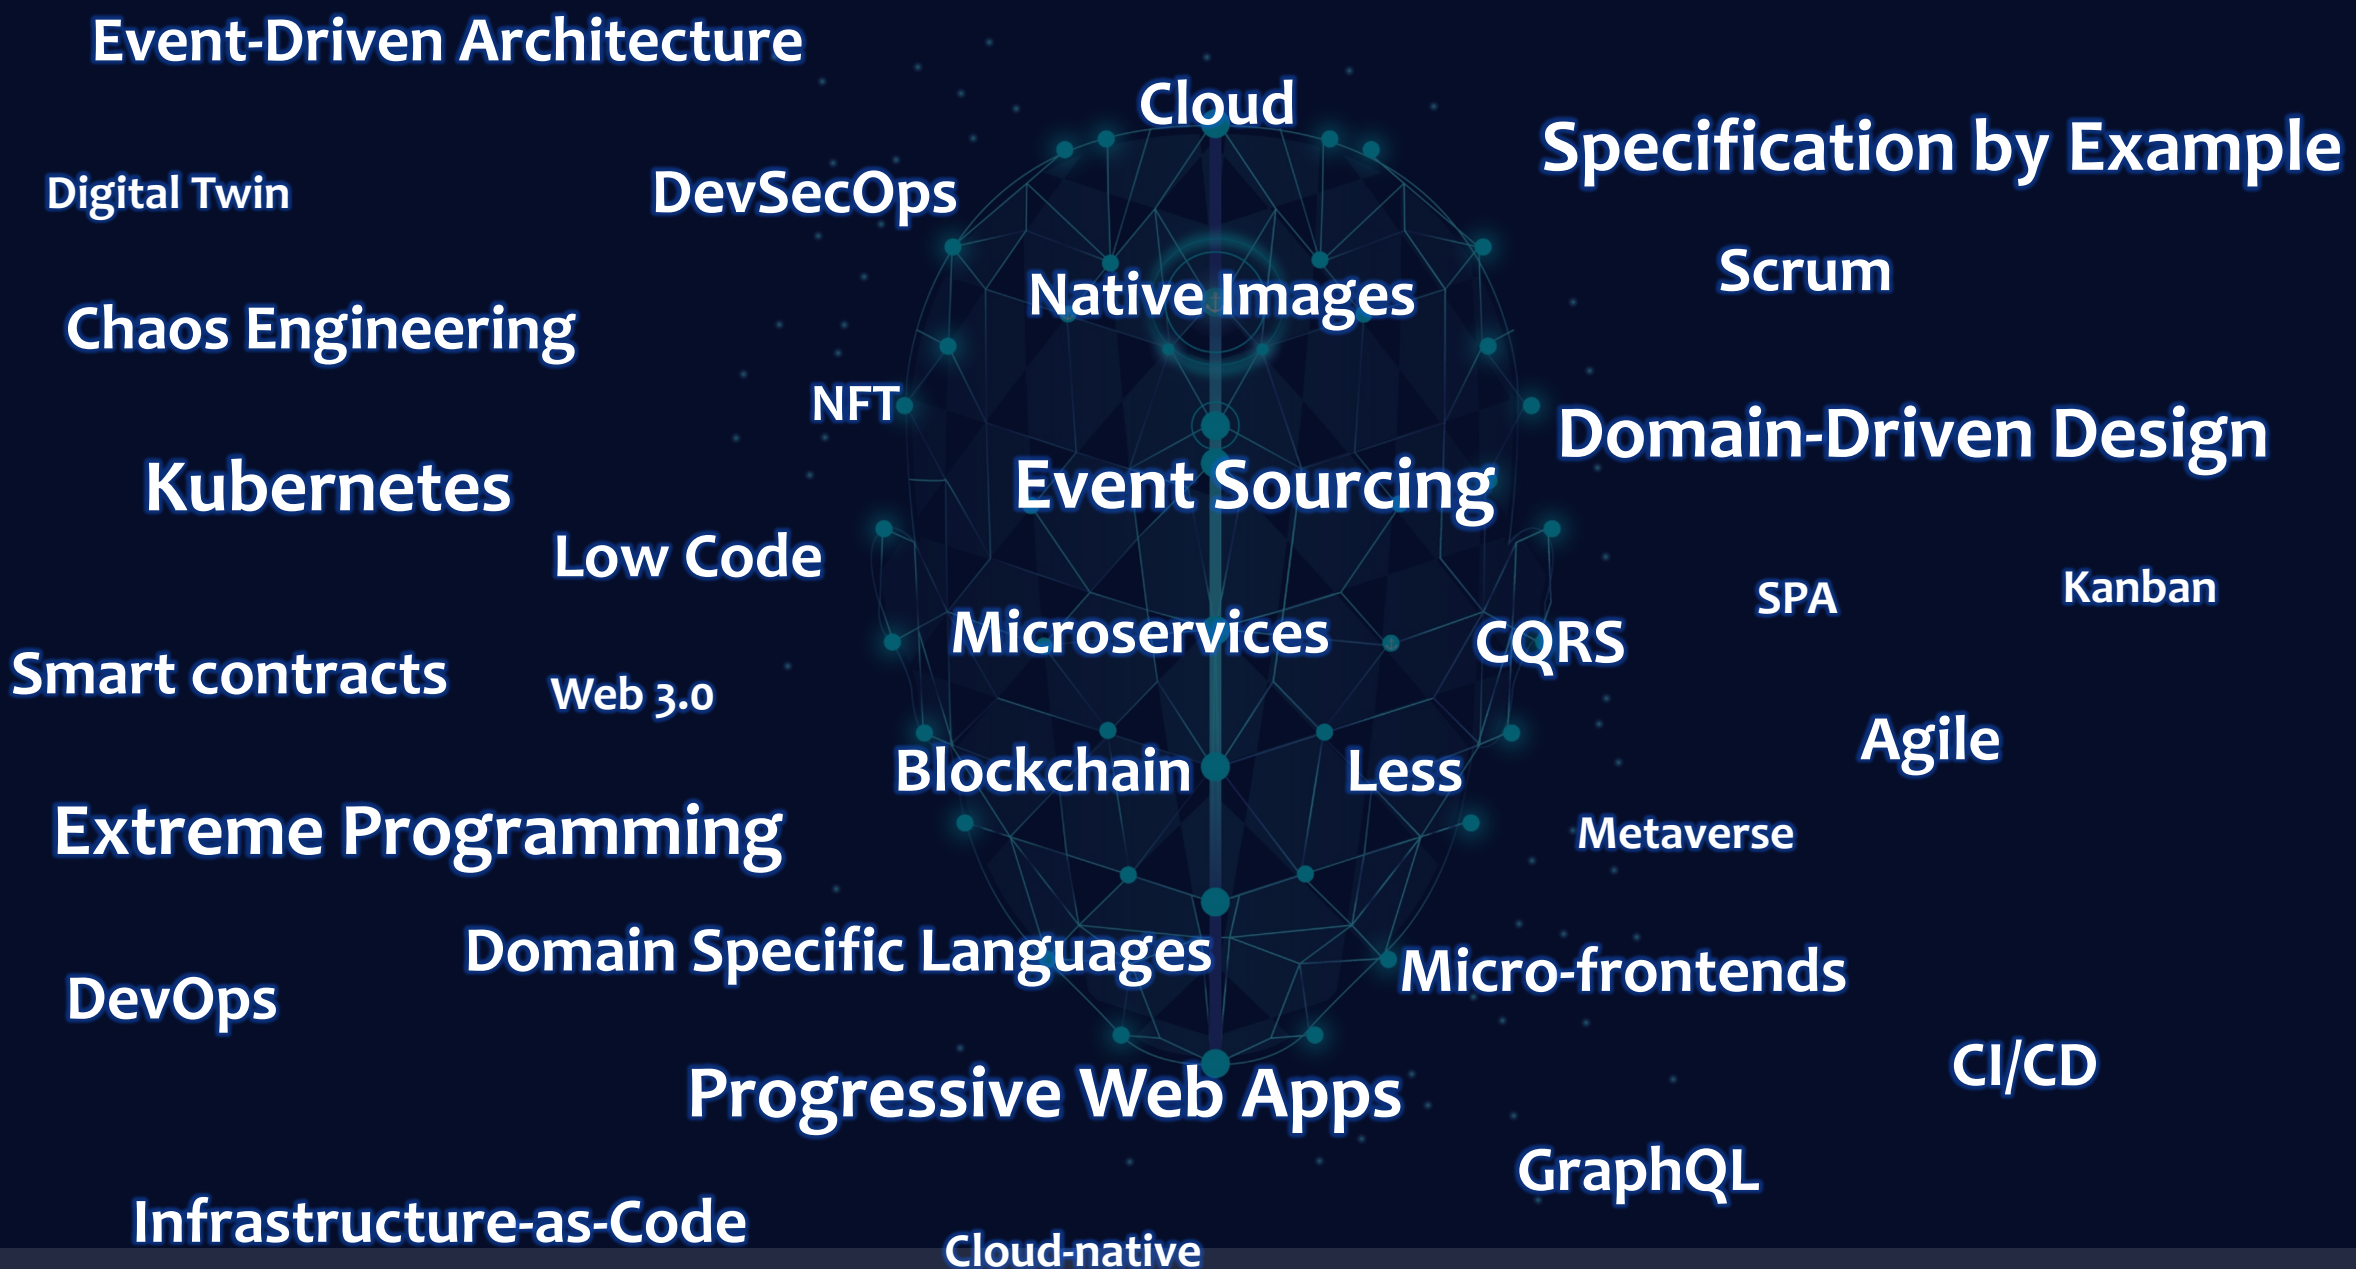 Event-Driven Architecture
Cloud
Specification by Example
Digital Twin
DevSecOps
Scrum
Native Images
Chaos Engineering
NFT
Domain-Driven Design
Kubernetes
Event Sourcing
Low Code
SPA
Kanban
Microservices
CQRS
Smart contracts
Web 3.0
Agile
Blockchain
Less
Extreme Programming
Metaverse
Domain Specific Languages
Micro-frontends
DevOps
CI/CD
Progressive Web Apps
GraphQL
Infrastructure-as-Code
Cloud-native